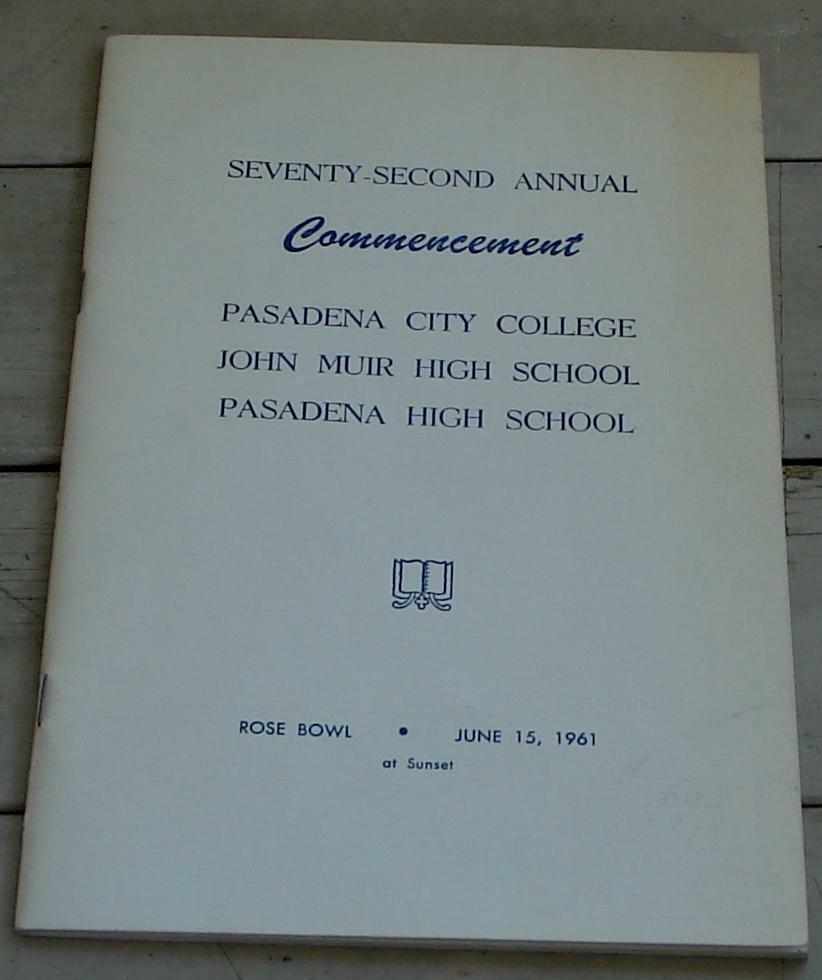 SEVENTY-SECOND ANNUAL
Commencement
PASADENA CITY COLLEGE
JOHN MUIR HIGH SCHOOL
PASADENA HIGH SCHOOL
ROSE BOWL • JUNE 15, 1961
at Sunset